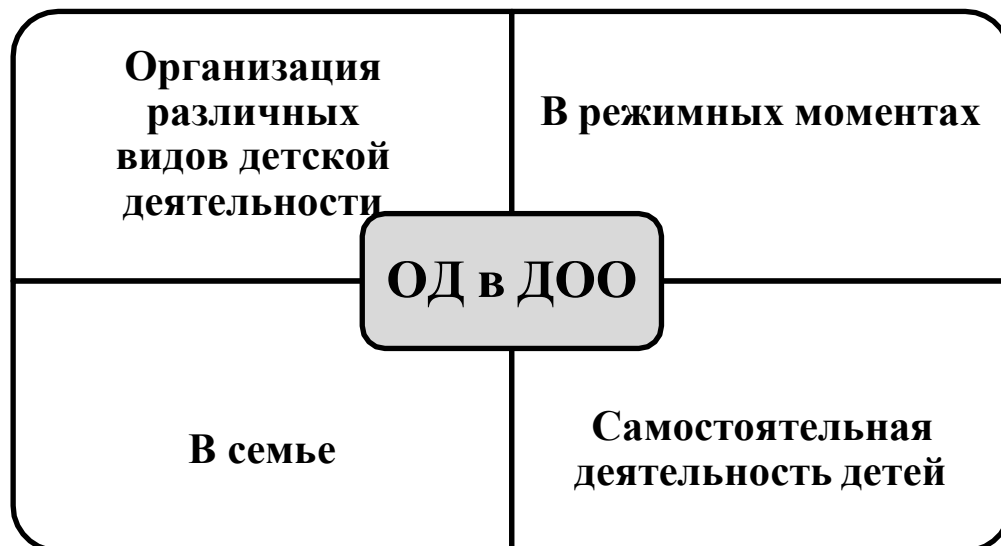 Организация
различных
видов детской
деятельности
В режимных моментах
ОД в ДОО
В семье
Самостоятельная
деятельность детей